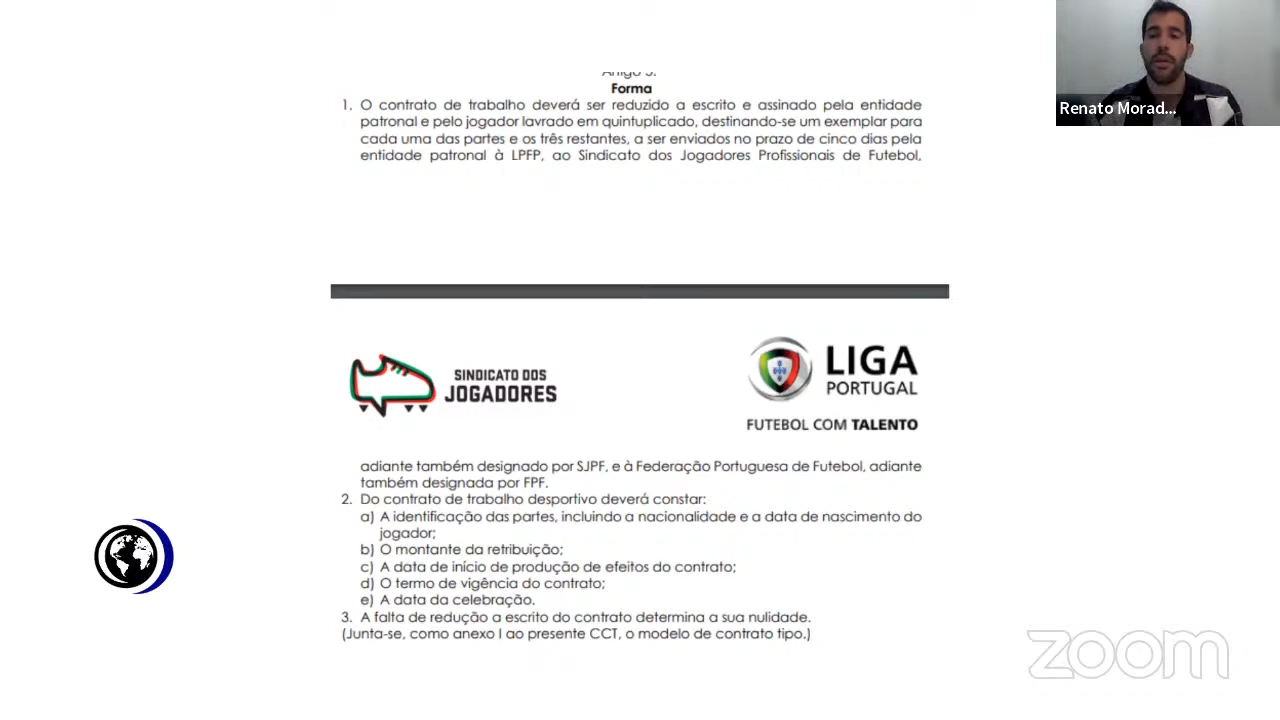 Artigo 5.
Forma
1. O contrato de trabalho deverá ser reduzido a escrito e assinado pela entidade
patronal e pelo jogador lavrado em quintuplicado, destinando-se um exemplar para
cada uma das partes e os três restantes, a ser enviados no prazo de cinco dias pela
entidade patronal à LPFP, ao Sindicato dos Jogadores Profissionais de Futebol,
Renato Morad...
SINDICATO DOS
JOGADORES
LIGA
PORTUGAL
FUTEBOL COM TALENTO
adiante também designado por SJPF, e à Federação Portuguesa de Futebol, adiante
também designada por FPF.
2. Do contrato de trabalho desportivo deverá constar:
a) A identificação das partes, incluindo a nacionalidade e a data de nascimento do
jogador;
b) O montante da retribuição;
c) A data de início de produção de efeitos do contrato;
d) O termo de vigência do contrato;
e) A data da celebração.
3. A falta de redução a escrito do contrato determina a sua nulidade.
(Junta-se, como anexo I ao presente CCT, o modelo de contrato tipo.)
zoom